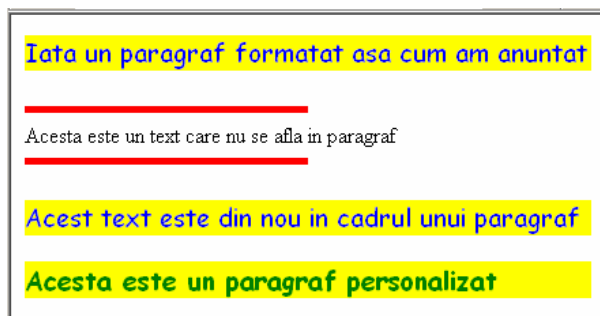 Iata un paragraf formatat asa cum am anuntat
Acesta este un text care nu se afla in paragraf
Acest text este din nou in cadrul unui paragraf
Acesta este un paragraf personalizat